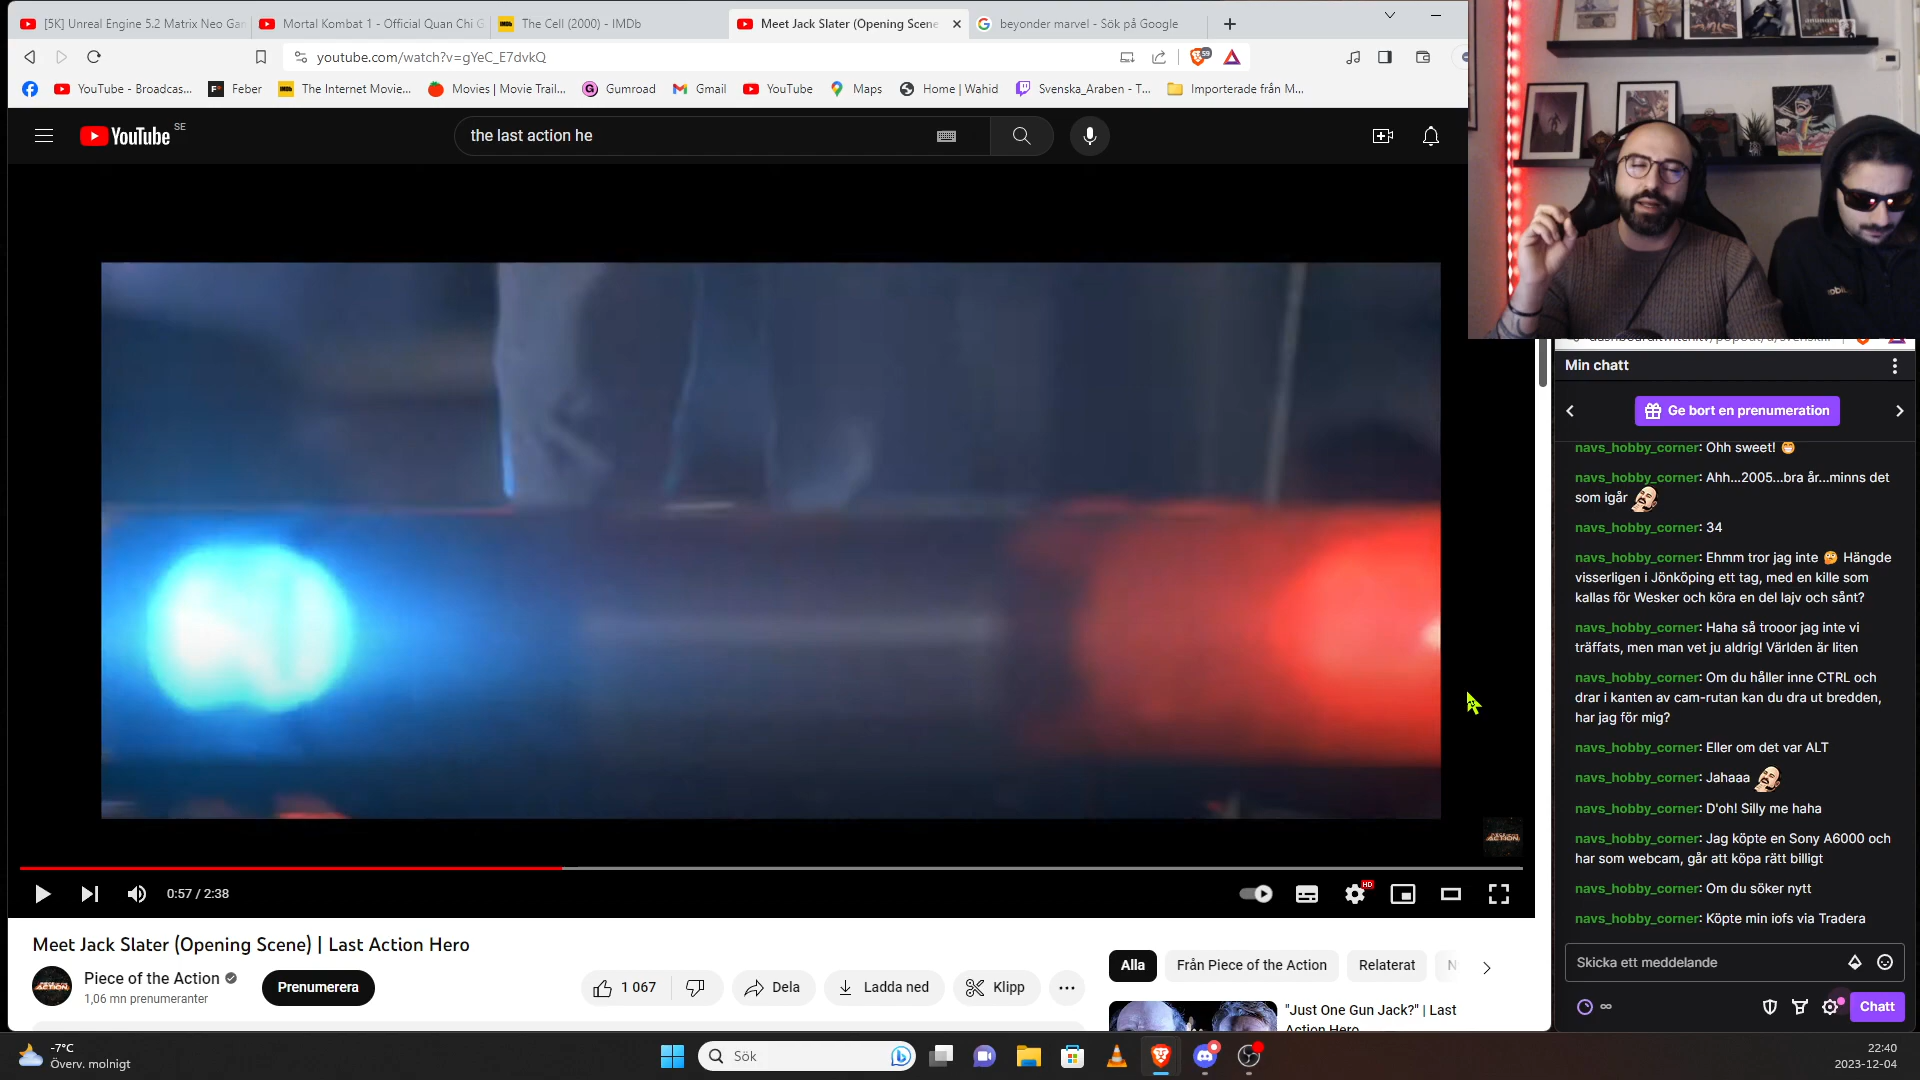 [5K] Unreal Engine 5.2 Matrix Neo Gar
Mortal Kombat 1 - Official Quan Chi G
The Cell (2000) - IMDb
Meet Jack Slater (Opening Scene
beyonder marvel - Sök på Google
youtube.com/watch?v=gYeC_E7dvkQ
59
YouTube - Broadcas...
Feber
The Internet Movie...
Movies | Movie Trail...
Gumroad
Gmail
YouTube
Maps
Home | Wahid
Svenska_Araben - T...
Importerade från M...
YouTube SE
the last action he
Min chatt
Ge bort en prenumeration
navs_hobby_corner: Ohh sweet!
navs_hobby_corner: Ahh...2005...bra år...minns det
som igår
navs_hobby_corner: 34
navs_hobby_corner: Ehmm tror jag inte Hängde
visserligen i Jönköping ett tag, med en kille som
kallas för Wesker och köra en del lajv och sånt?
navs_hobby_corner: Haha så trooor jag inte vi
träffats, men man vet ju aldrig! Världen är liten
navs_hobby_corner: Om du håller inne CTRL och
drar i kanten av cam-rutan kan du dra ut bredden,
har jag för mig?
navs_hobby_corner: Eller om det var ALT
navs_hobby_corner: Jahaaa
navs_hobby_corner: D'oh! Silly me haha
navs_hobby_corner: Jag köpte en Sony A6000 och
har som webcam, går att köpa rätt billigt
navs_hobby_corner: Om du söker nytt
navs_hobby_corner: Köpte min iofs via Tradera
Skicka ett meddelande
Chatt
0:57 / 2:38
HD
Meet Jack Slater (Opening Scene) | Last Action Hero
Piece of the Action
1,06 mn prenumeranter
Prenumerera
1 067
Dela
Ladda ned
Klipp
Alla
Från Piece of the Action
Relaterat
"Just One Gun Jack?" | Last
Action Hero
-7°C
Överv. molnigt
Sök
22:40
2023-12-04